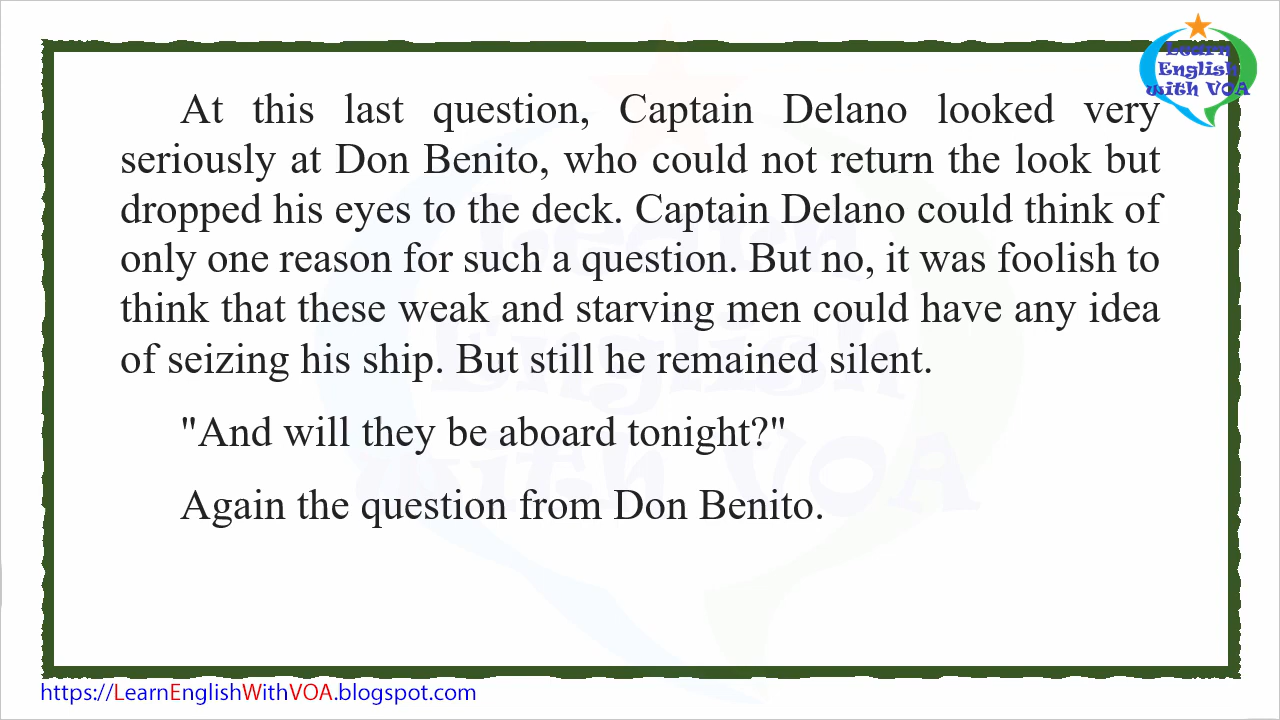 Learn
English
with VOA
At this last question, Captain Delano looked very
seriously at Don Benito, who could not return the look but
dropped his eyes to the deck. Captain Delano could think of
only one reason for such a question. But no, it was foolish to
think that these weak and starving men could have any idea
of seizing his ship. But still he remained silent.
"And will they be aboard tonight?"
Again the question from Don Benito.
Learn
English
with VOA
https://LearnEnglishWithVOA.blogspot.com